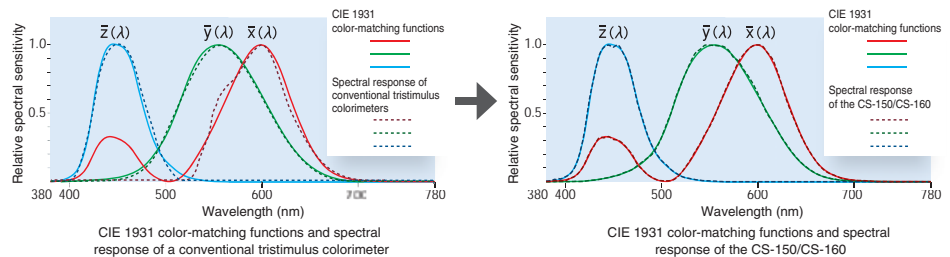 CIE 1931
color-matching functions
z̅ (λ) y̅ (λ) x̅ (λ)
Relative spectral sensitivity
1.0
0.5
Spectral response of
conventional tristimulus
colorimeters
380 400 500 600 780
Wavelength (nm)
CIE 1931 color-matching functions and spectral
response of a conventional tristimulus colorimeter
CIE 1931
color-matching functions
z̅ (λ) y̅ (λ) x̅ (λ)
Relative spectral sensitivity
1.0
0.5
Spectral response
of the CS-150/CS-160
380 400 500 600 700 780
Wavelength (nm)
CIE 1931 color-matching functions and spectral
response of the CS-150/CS-160